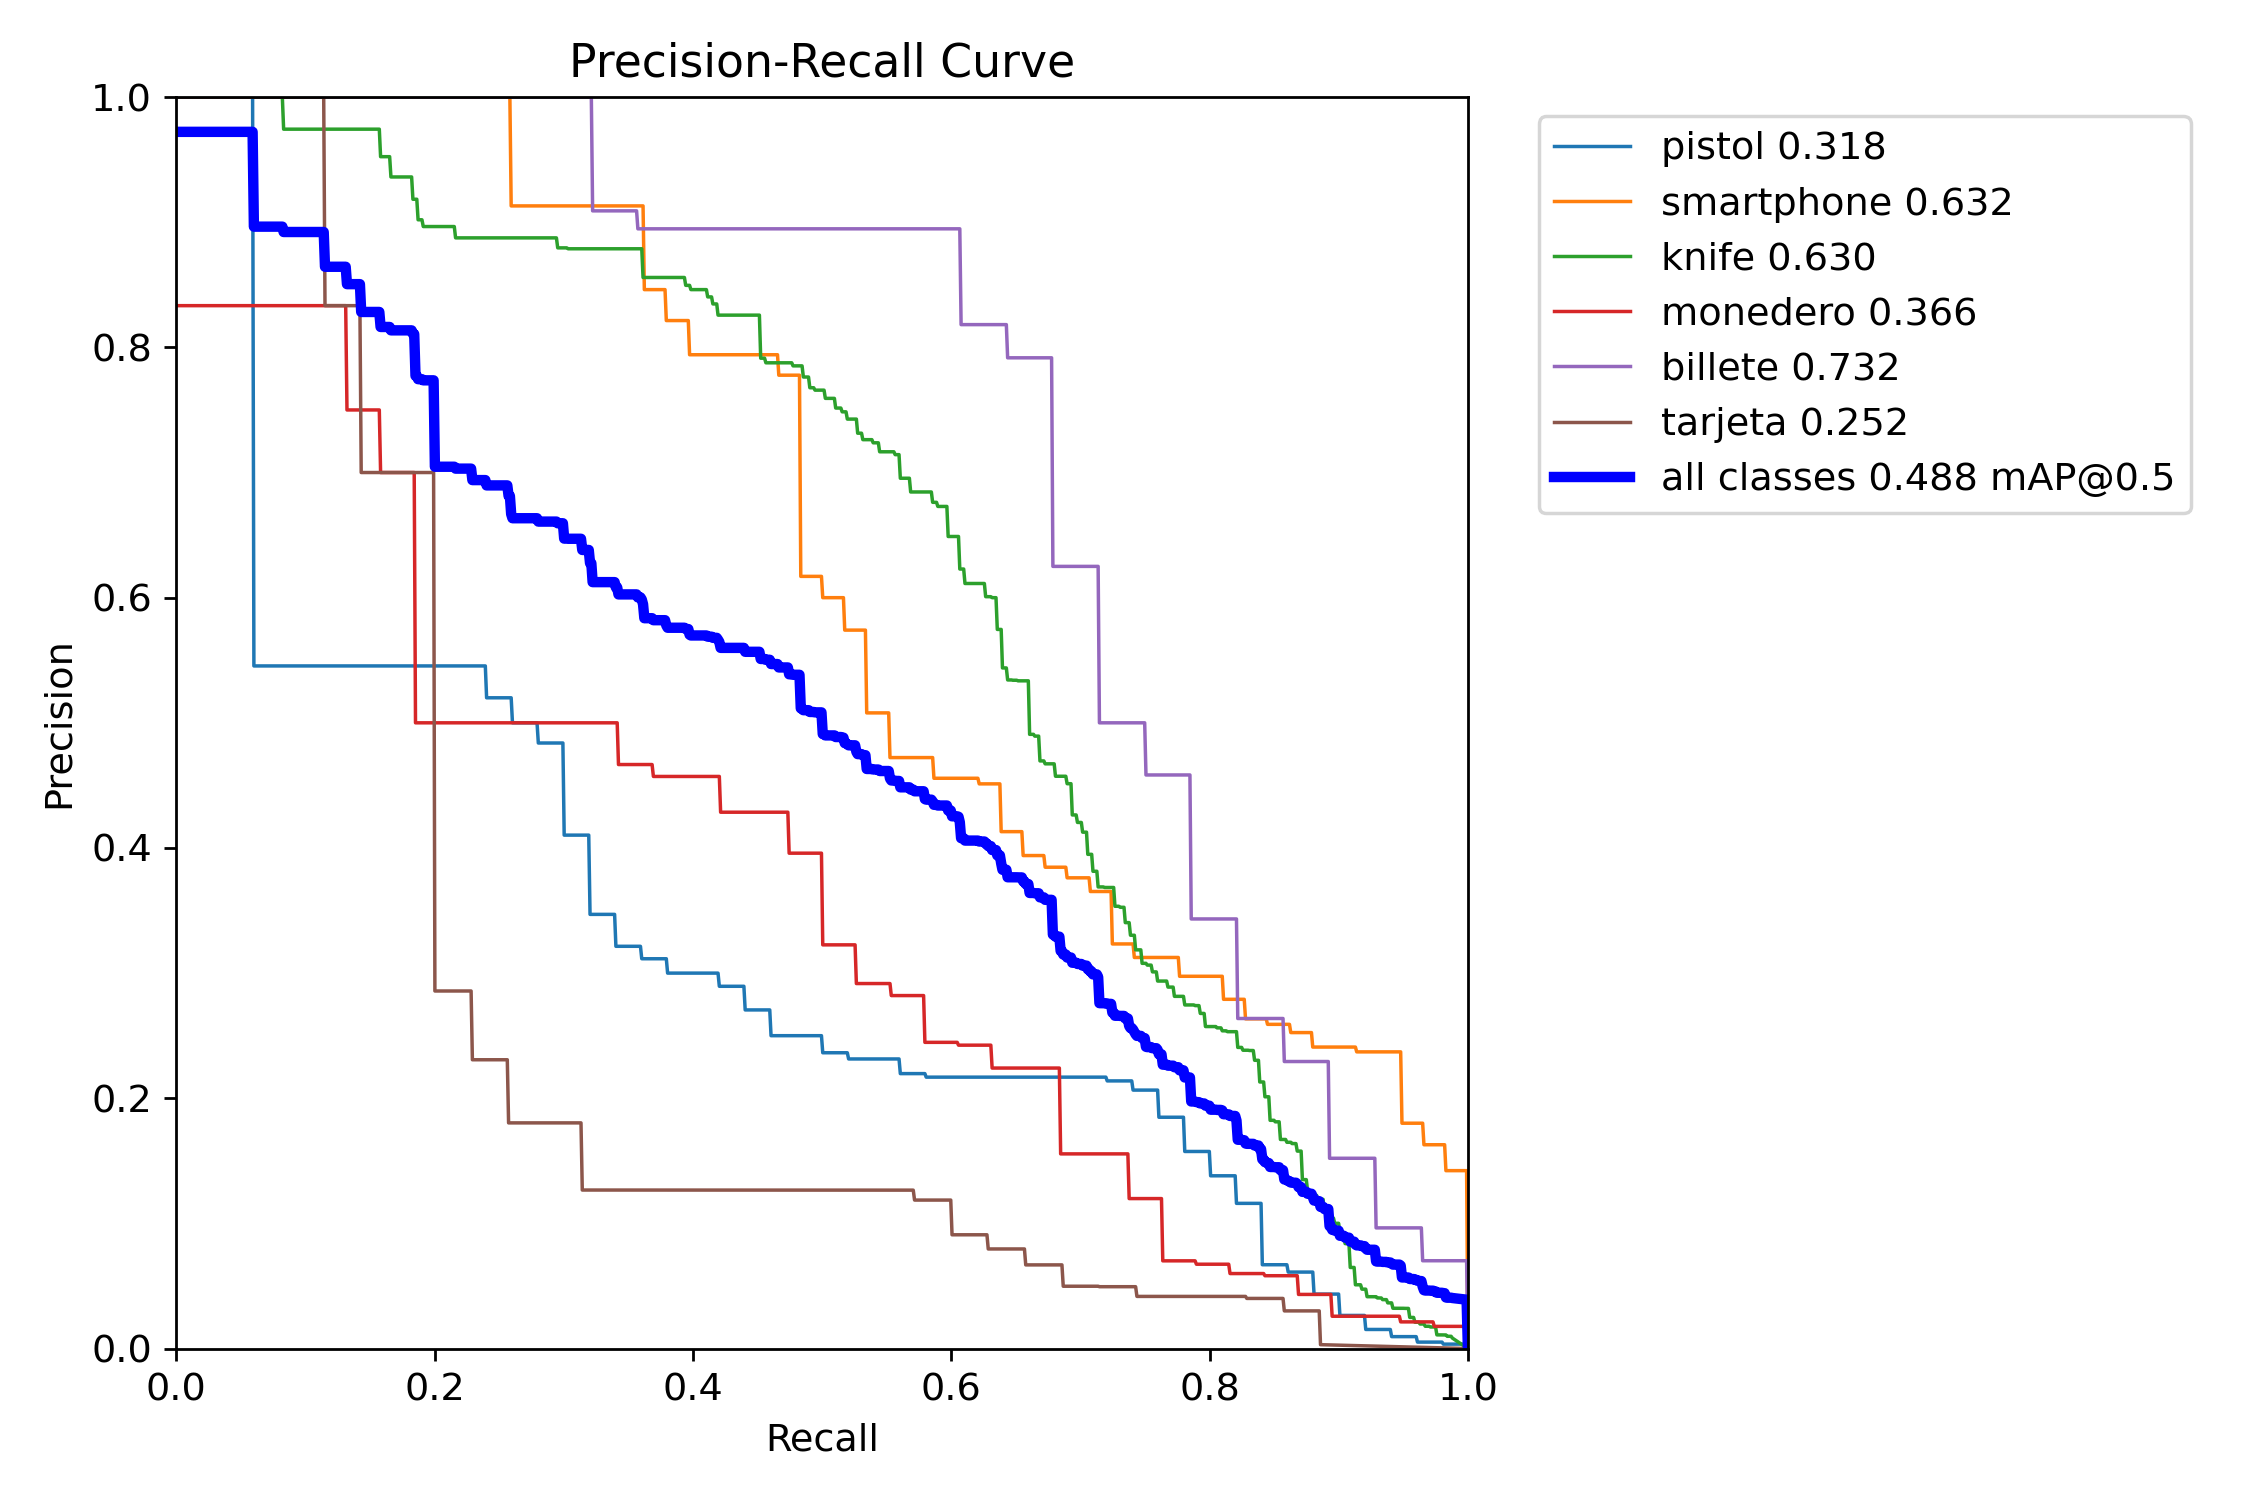 Precision-Recall Curve
1.0
0.8
0.6
0.4
0.2
0.0
Precision
0.0 0.2 0.4 0.6 0.8 1.0
Recall
pistol 0.318
smartphone 0.632
knife 0.630
monedero 0.366
billete 0.732
tarjeta 0.252
all classes 0.488 mAP@0.5